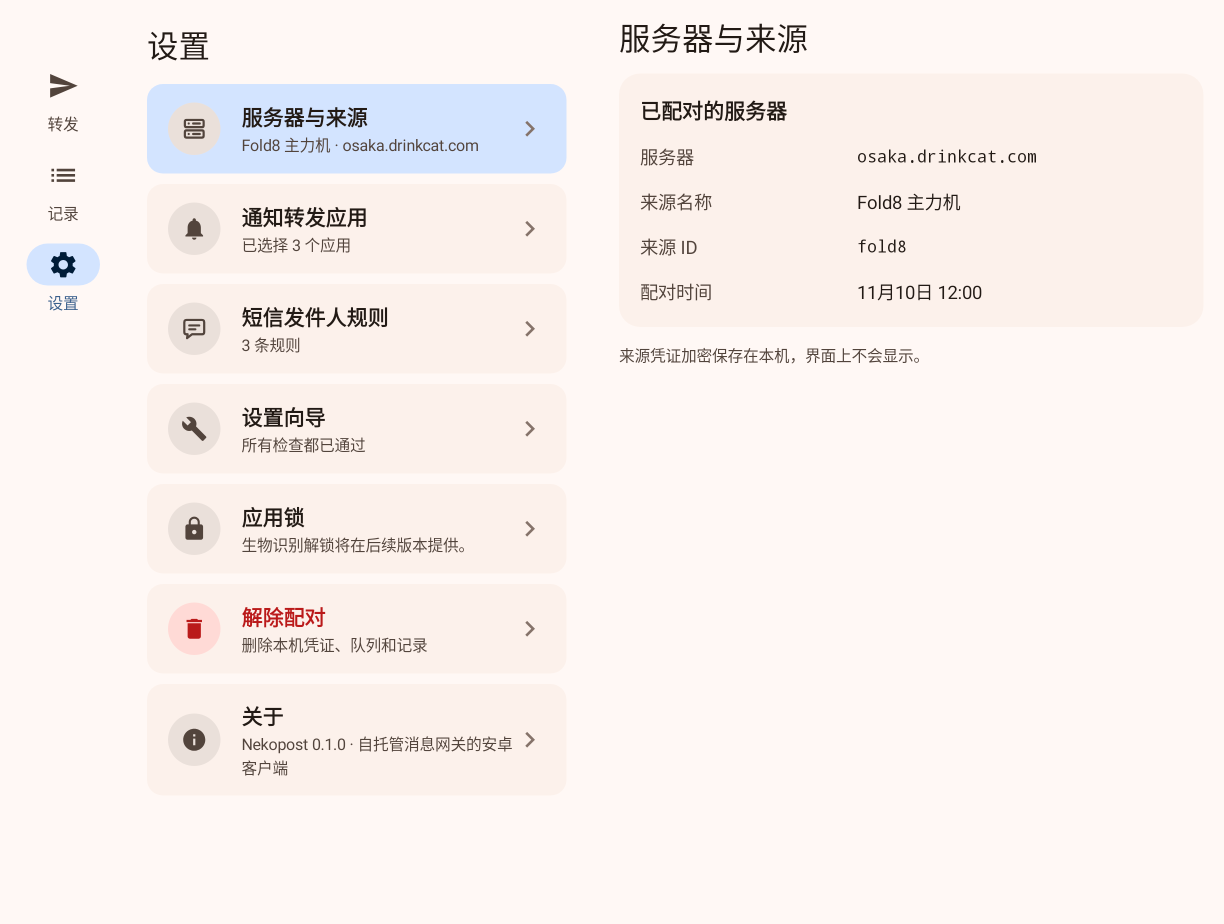 转发
记录
设置
设置
服务器与来源
Fold8 主力机 · osaka.drinkcat.com
通知转发应用
已选择 3 个应用
短信发件人规则
3 条规则
设置向导
所有检查都已通过
应用锁
生物识别解锁将在后续版本提供。
解除配对
删除本机凭证、队列和记录
关于
Nekopost 0.1.0 · 自托管消息网关的安卓
客户端
服务器与来源
已配对的服务器
服务器 osaka.drinkcat.com
来源名称 Fold8 主力机
来源 ID fold8
配对时间 11月10日 12:00
来源凭证加密保存在本机，界面上不会显示。